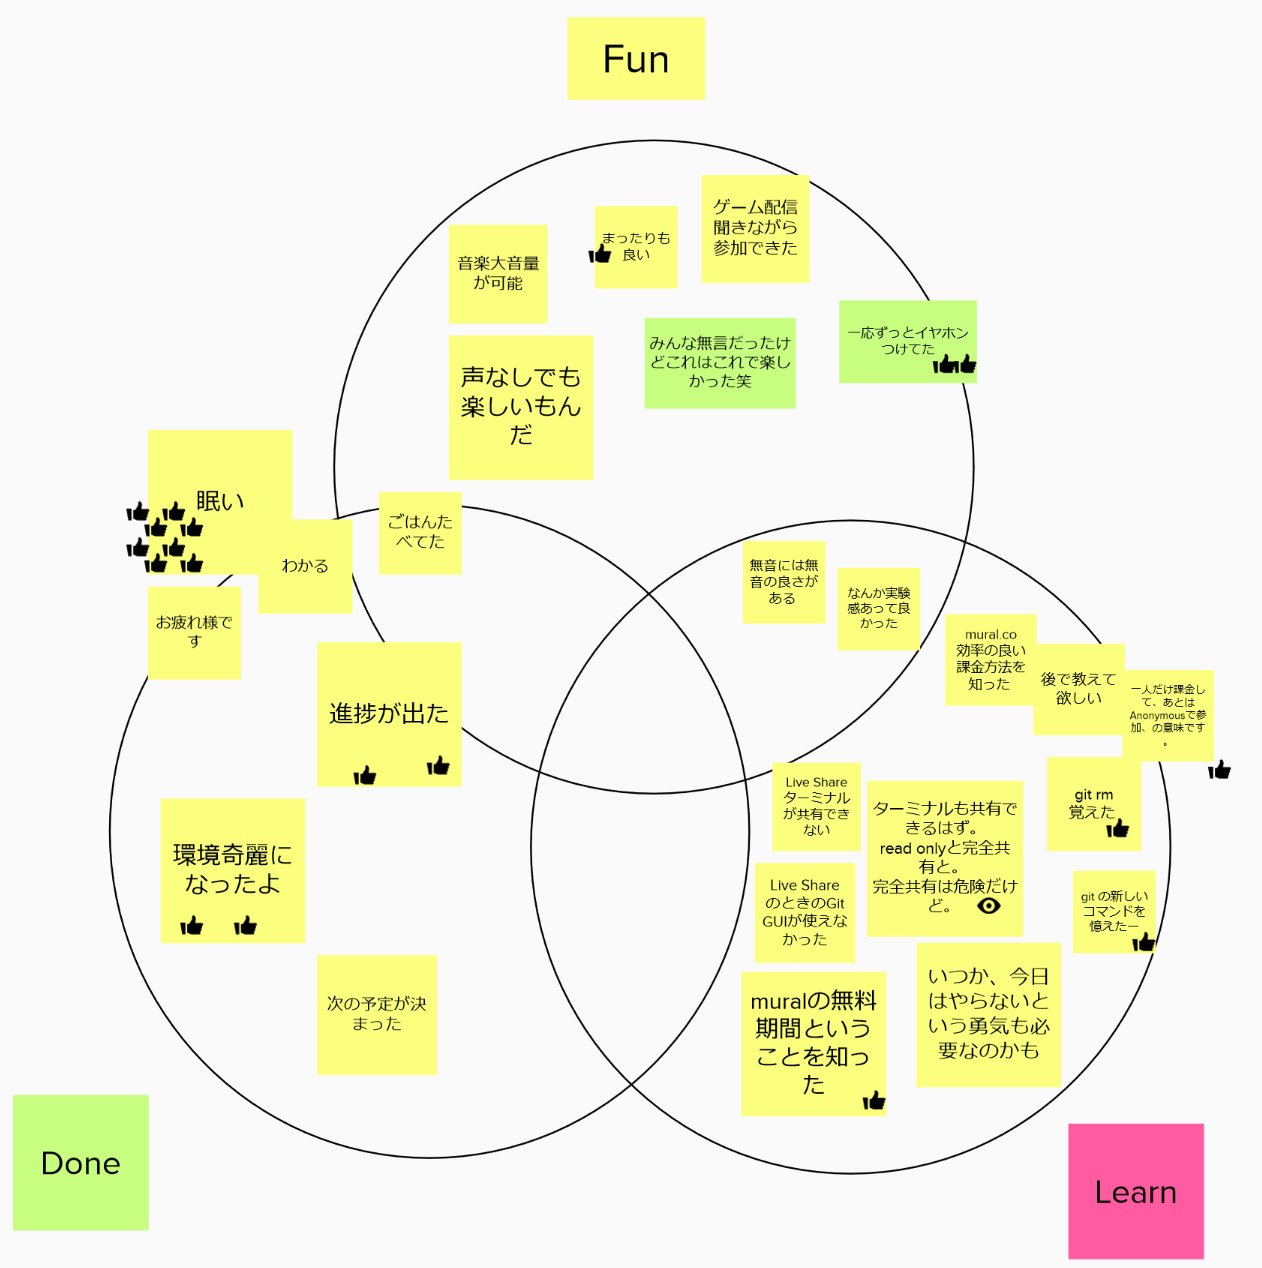 Fun
ゲーム配信
聞きながら
参加できた
まったりも
良い
音楽大音量
が可能
みんな無言だったけ
どこれはこれで楽し
かった笑
一応ずっとイヤホン
つけてた
声なしでも
楽しいもん
だ
眠い
わかる
お疲れ様で
す
ごはんた
べてた
無音には無
音の良さが
ある
なんか実験
感あって良
かった
mural.co
効率の良い
課金方法を
知った
後で教えて
欲しい
一人だけ課金し
て、あとは
Anonymousで参
加、の意味です
。
進捗が出た
環境奇麗に
なったよ
次の予定が決
まった
Live Share
ターミナル
が共有でき
ない
ターミナルも共有で
きるはず。
read onlyと完全共
有と。
完全共有は危険だけ
ど。
git rm
覚えた
Live Share
のときのGit
GUIが使えな
かった
git の新しい
コマンドを
憶えたー
muralの無料
期間という
ことを知っ
た
いつか、今日
はやらないと
いう勇気も必
要なのかも
Done
Learn